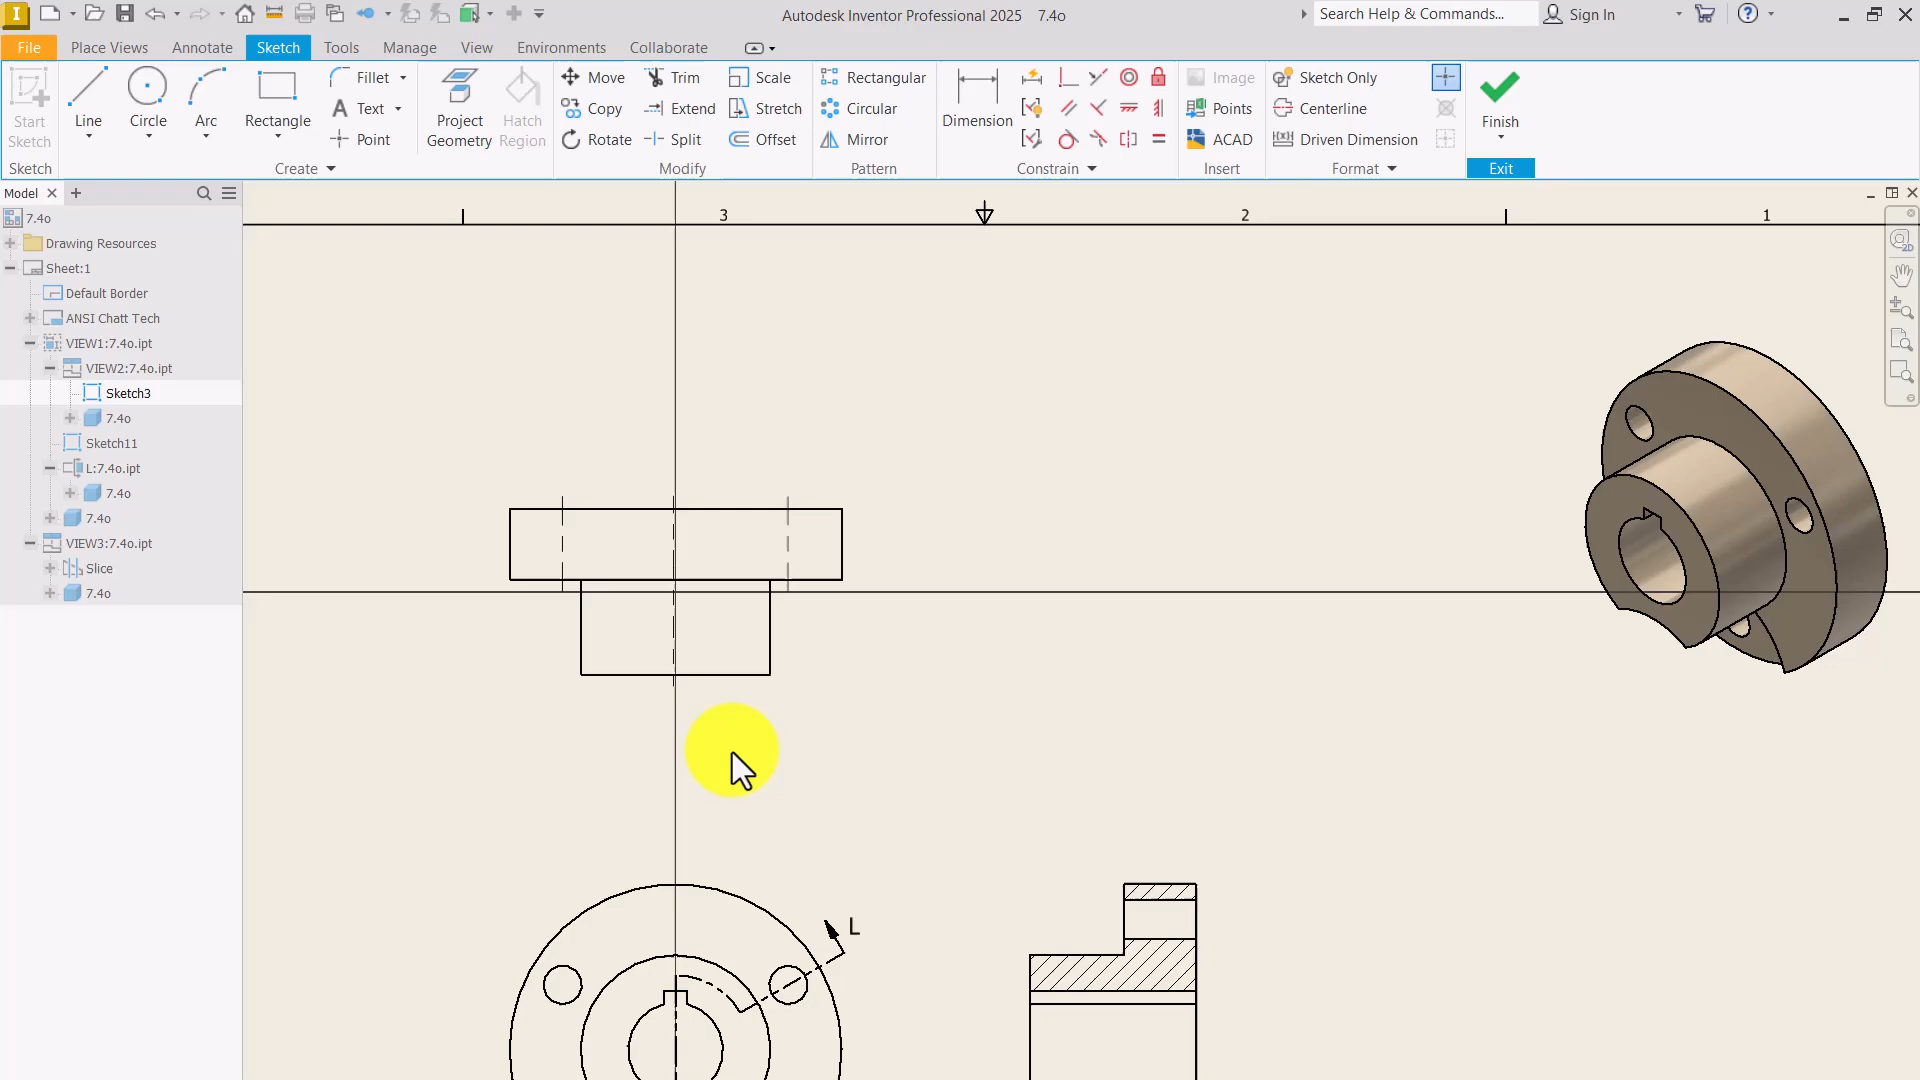 Autodesk Inventor Professional 2025 7.4o
Search Help & Commands...
Sign In
File
Place Views
Annotate
Sketch
Tools
Manage
View
Environments
Collaborate
Start Sketch
Line
Circle
Arc
Rectangle
Fillet
Text
Point
Project Geometry
Hatch Region
Move
Copy
Rotate
Trim
Extend
Split
Scale
Stretch
Offset
Rectangular
Circular
Mirror
Dimension
Image
Points
ACAD
Sketch Only
Centerline
Driven Dimension
Finish
Sketch
Create
Modify
Pattern
Constrain
Insert
Format
Exit
Model
7.4o
Drawing Resources
Sheet:1
Default Border
ANSI Chatt Tech
VIEW1:7.4o.ipt
VIEW2:7.4o.ipt
Sketch3
7.4o
Sketch11
L:7.4o.ipt
7.4o
7.4o
VIEW3:7.4o.ipt
Slice
7.4o
3
2
1
L
2D